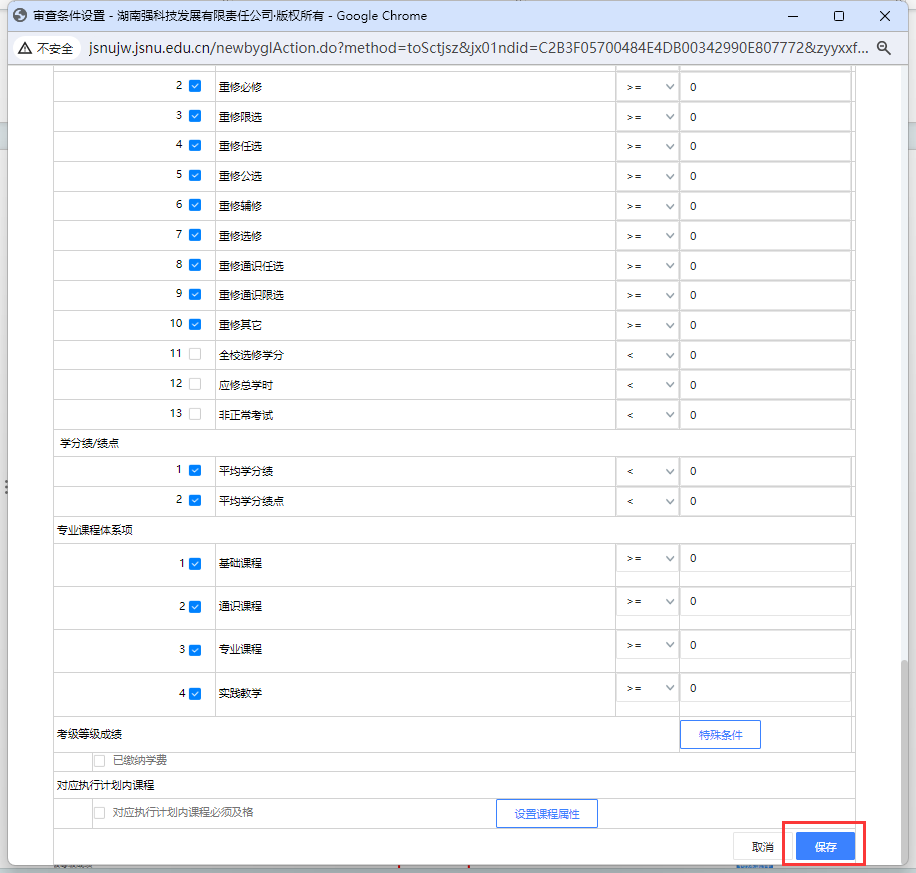 审查条件设置 - 湖南强科技发展有限责任公司·版权所有 - Google Chrome
不安全 jsnujw.jsnu.edu.cn/newbyglAction.do?method=toSctjsz&jx01ndid=C2B3F05700484E4DB00342990E807772&zyyxxf...
2 重修必修 >= 0
3 重修限选 >= 0
4 重修任选 >= 0
5 重修公选 >= 0
6 重修辅修 >= 0
7 重修选修 >= 0
8 重修通识任选 >= 0
9 重修通识限选 >= 0
10 重修其它 >= 0
11 全校选修学分 < 0
12 应修总学时 < 0
13 非正常考试 < 0
学分绩/绩点
1 平均学分绩 < 0
2 平均学分绩点 < 0
专业课程体系项
1 基础课程 >= 0
2 通识课程 >= 0
3 专业课程 >= 0
4 实践教学 >= 0
考级等级成绩 特殊条件
已缴纳学费
对应执行计划内课程
对应执行计划内课程必须及格 设置课程属性
取消 保存